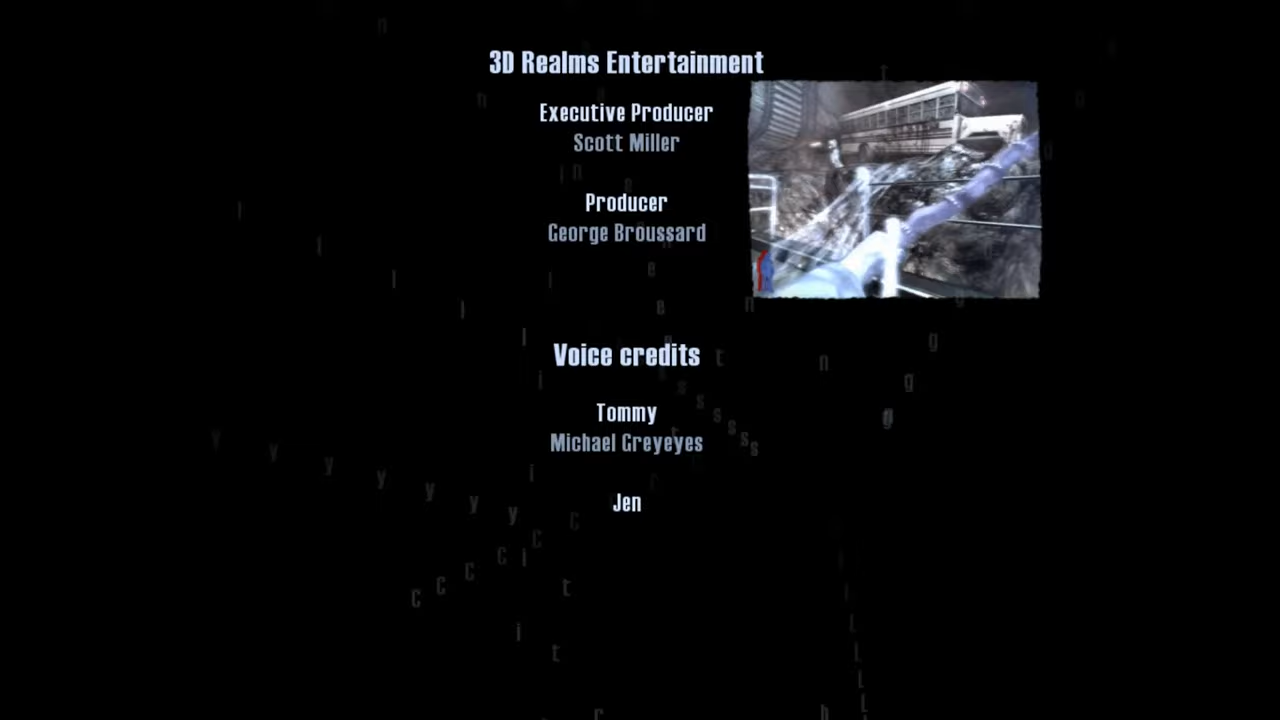 3D Realms Entertainment
Executive Producer
Scott Miller
Producer
George Broussard
Voice credits
Tommy
Michael Greyeyes
Jen